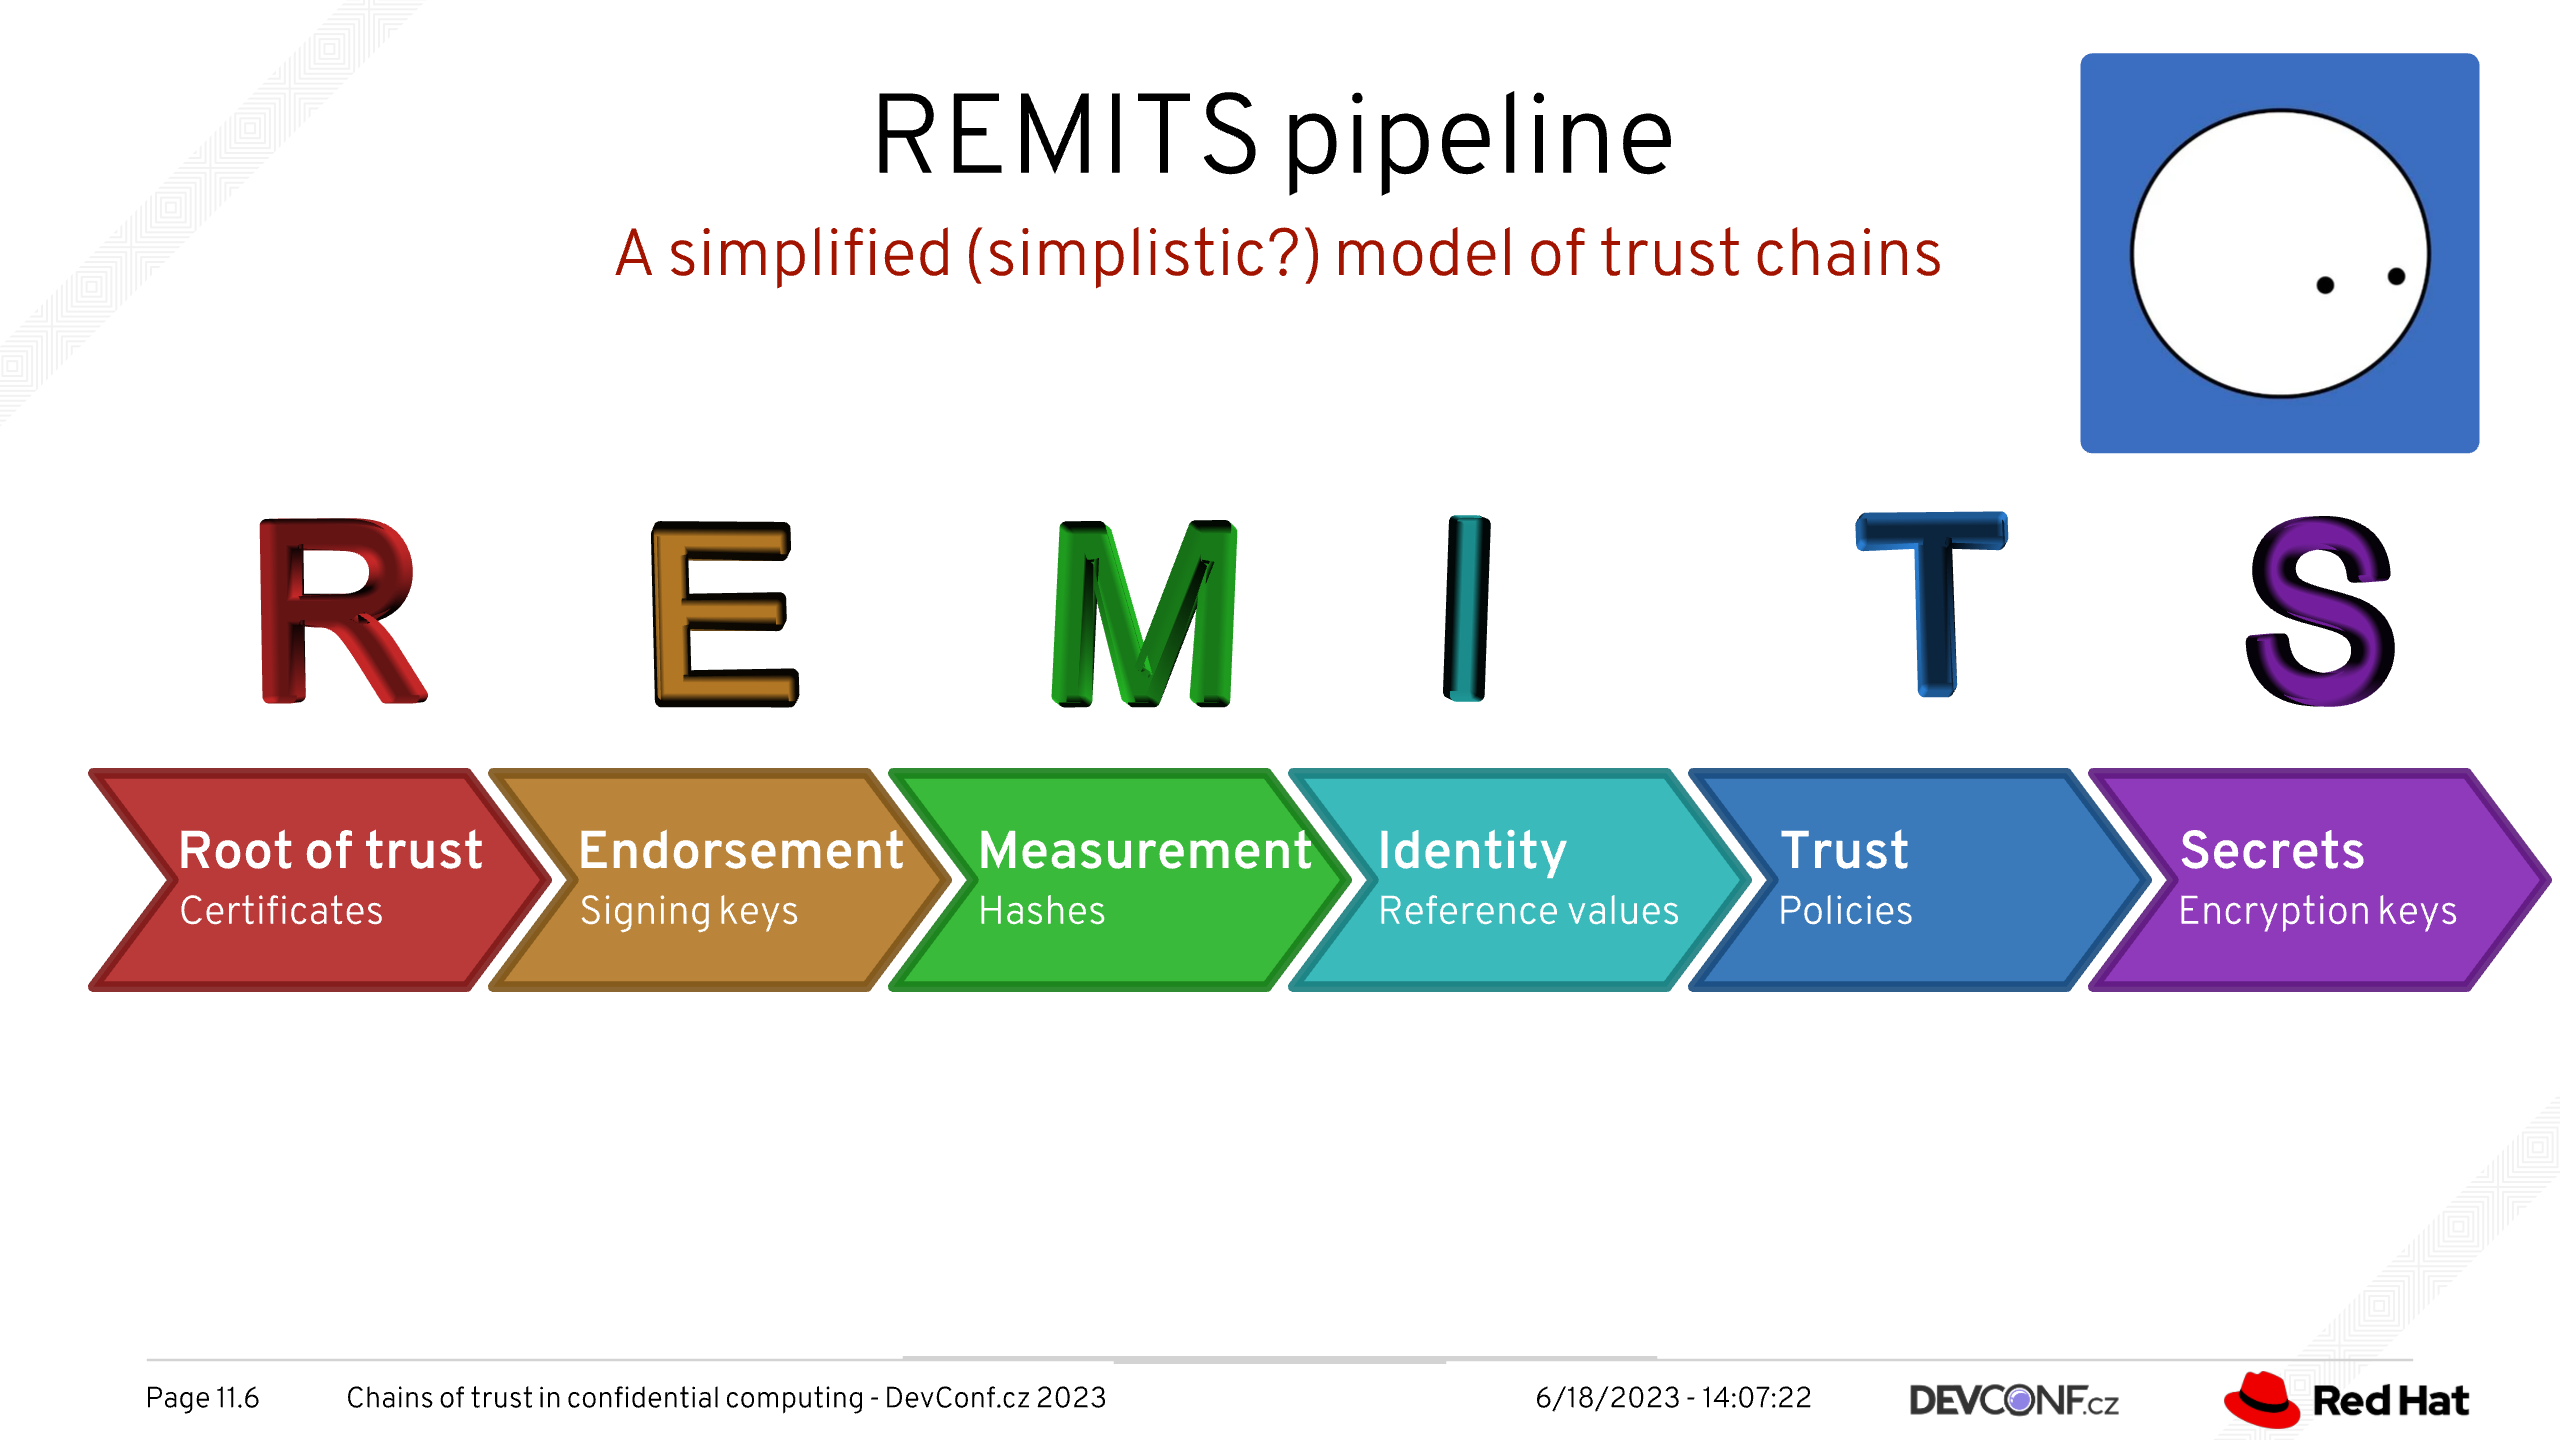 REMITS pipeline
A simplified (simplistic?) model of trust chains
R E M I T S
Root of trust
Certificates
Endorsement
Signing keys
Measurement
Hashes
Identity
Reference values
Trust
Policies
Secrets
Encryption keys
Page 11.6
Chains of trust in confidential computing - DevConf.cz 2023
6/18/2023 - 14:07:22
DEVCONF.cz
Red Hat